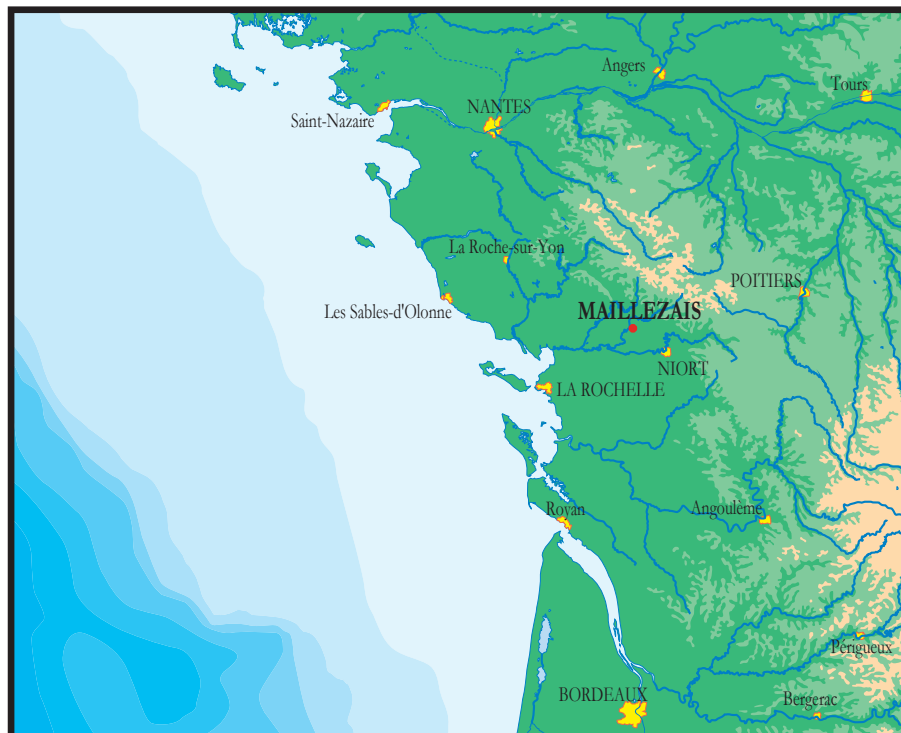 Angers
Tours
NANTES
Saint-Nazaire
La Roche-sur-Yon
POITIERS
Les Sables-d'Olonne
MAILLEZAIS
NIORT
LA ROCHELLE
Royan
Angoulême
Périgueux
BORDEAUX
Bergerac